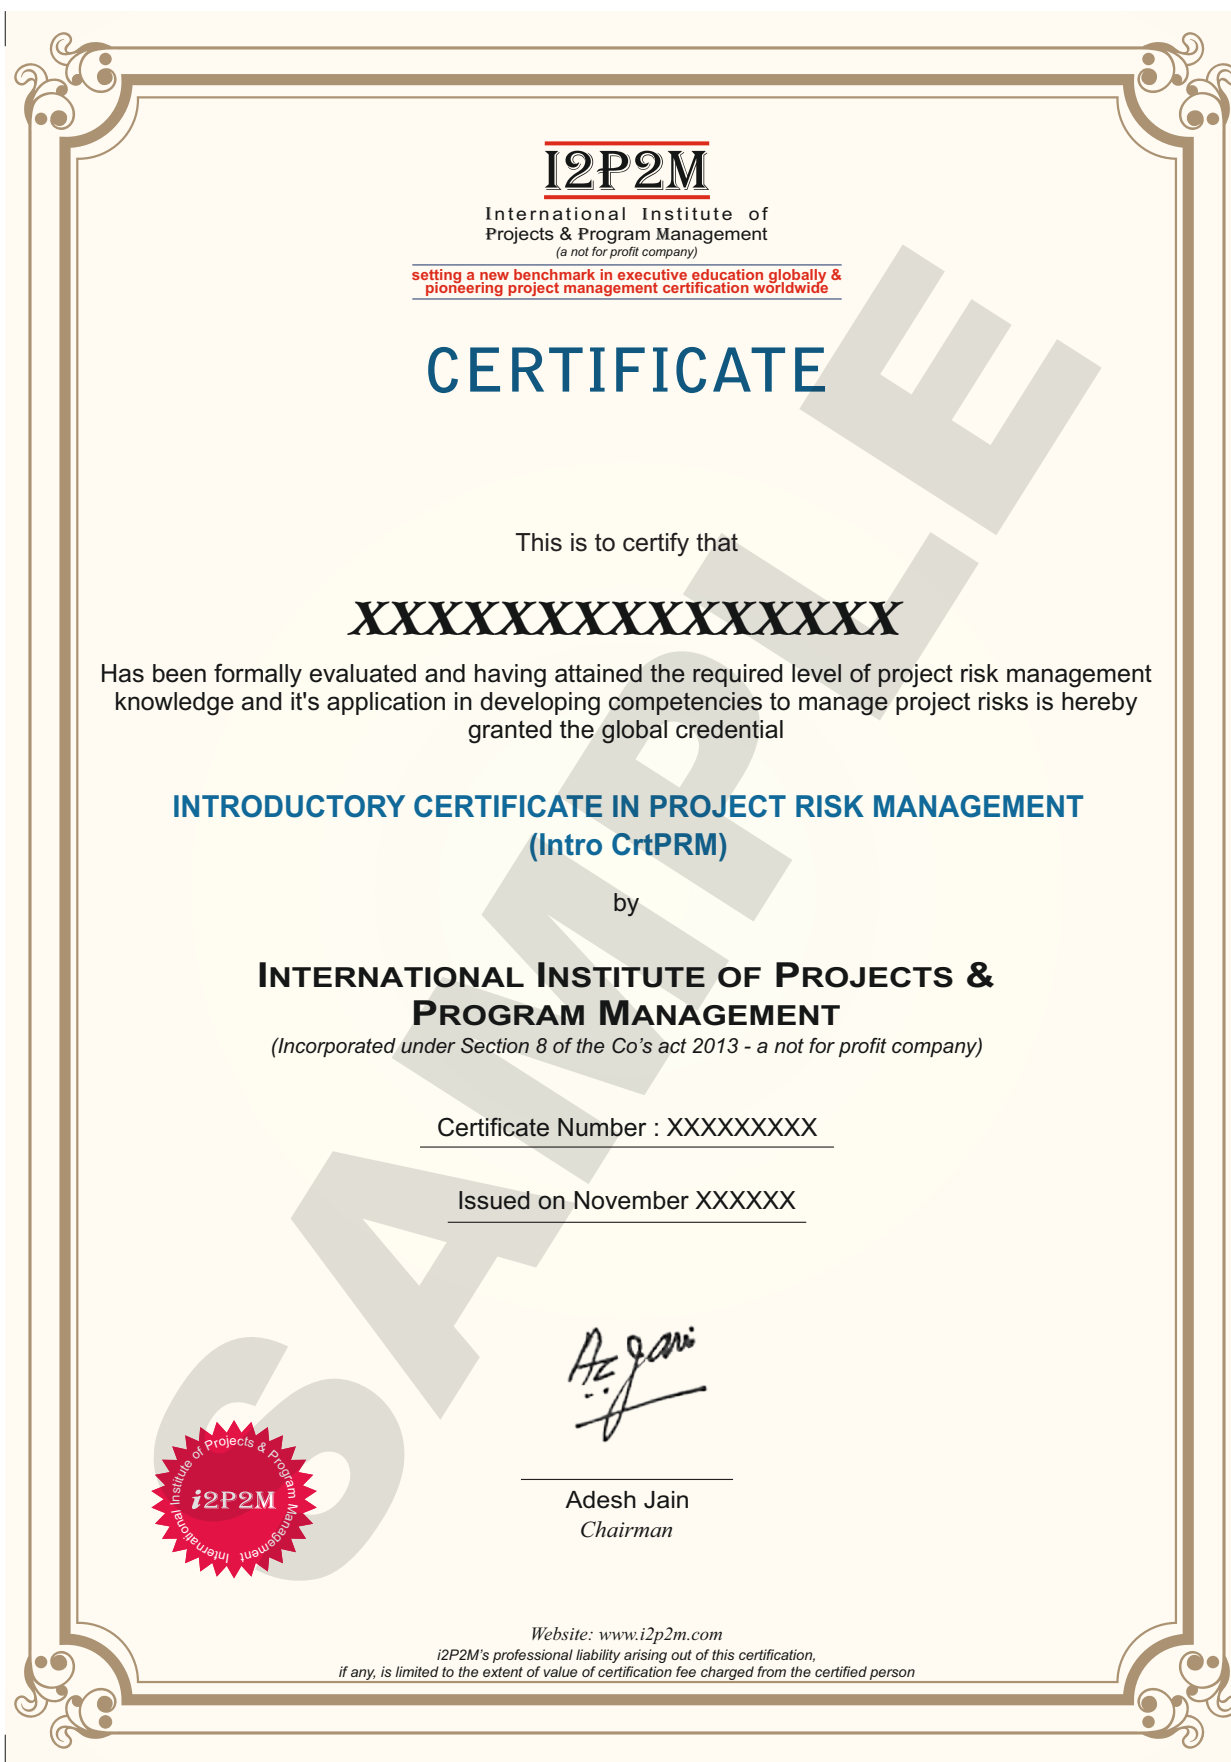 I2P2M
International Institute of
Projects & Program Management
(a not for profit company)
setting a new benchmark in executive education globally &
pioneering project management certification worldwide
CERTIFICATE
This is to certify that
XXXXXXXXXXXXXXX
Has been formally evaluated and having attained the required level of project risk management
knowledge and it's application in developing competencies to manage project risks is hereby
granted the global credential
INTRODUCTORY CERTIFICATE IN PROJECT RISK MANAGEMENT
(Intro CrtPRM)
by
INTERNATIONAL INSTITUTE OF PROJECTS &
PROGRAM MANAGEMENT
(Incorporated under Section 8 of the Co's act 2013 - a not for profit company)
Certificate Number : XXXXXXXXX
Issued on November XXXXXX
SAMPLE
Adesh Jain
Chairman
International Institute of Projects & Program Management
i2P2M
Website: www.i2p2m.com
i2P2M's professional liability arising out of this certification,
if any, is limited to the extent of value of certification fee charged from the certified person